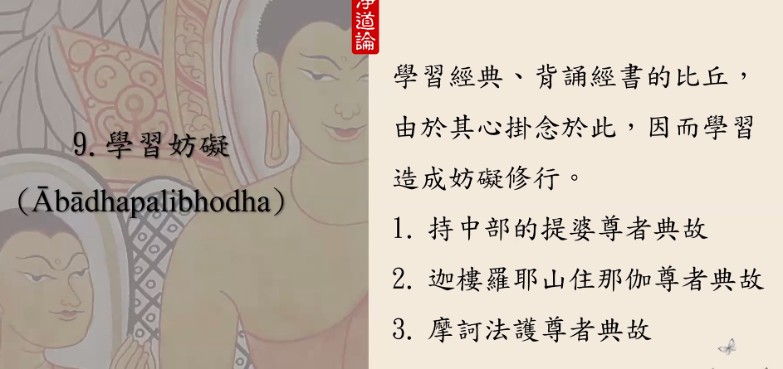 淨道論
9.學習妨礙
（Ābādhapalibhodha）
學習經典、背誦經書的比丘，
由於其心掛念於此，因而學習
造成妨礙修行。
1. 持中部的提婆尊者典故
2. 迦樓羅耶山住那伽尊者典故
3. 摩訶法護尊者典故